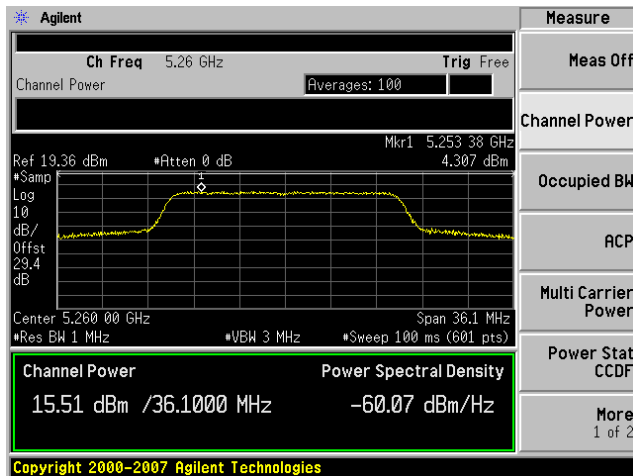 Agilent
Measure
Ch Freq 5.26 GHz Trig Free
Channel Power Averages: 100
Mkr1 5.253 38 GHz
Ref 19.36 dBm #Atten 0 dB 4.307 dBm
#Samp
Log
10
dB/
Offst
29.4
dB
1
Center 5.260 00 GHz Span 36.1 MHz
#Res BW 1 MHz #VBW 3 MHz #Sweep 100 ms (601 pts)
Channel Power Power Spectral Density
15.51 dBm /36.1000 MHz -60.07 dBm/Hz
Copyright 2000-2007 Agilent Technologies
Meas Off
Channel Power
Occupied BW
ACP
Multi Carrier
Power
Power Stat
CCDF
More
1 of 2